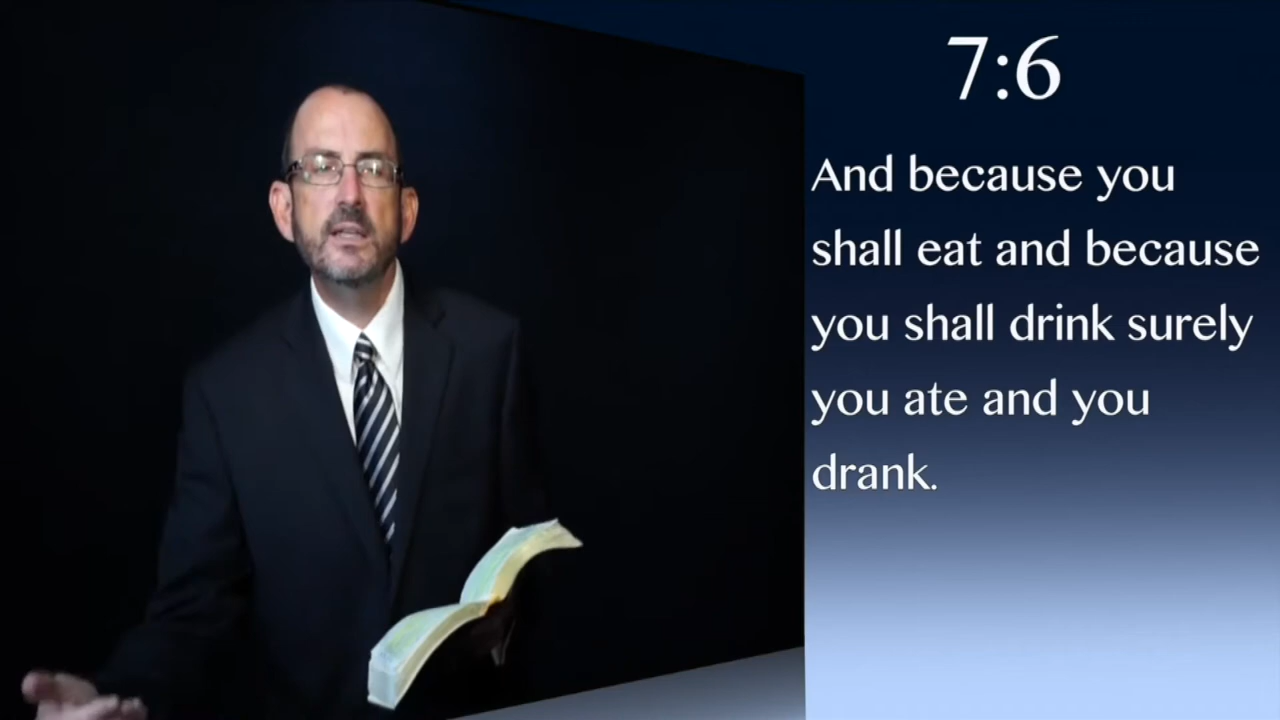 7:6
And because you
shall eat and because
you shall drink surely
you ate and you
drank.